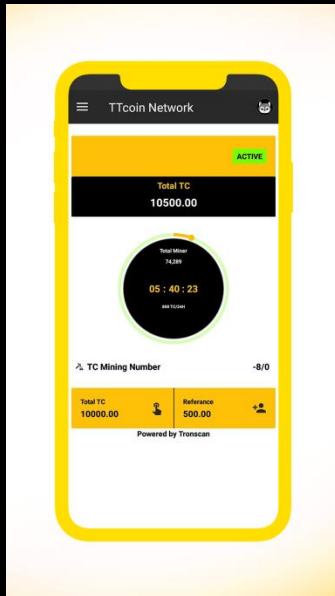 TTcoin Network
ACTIVE
Total TC
10500.00
Total Miner
74,289
05 : 40 : 23
TC Mining Number
-8/0
Total TC
10000.00
Referance
500.00
Powered by Tronscan